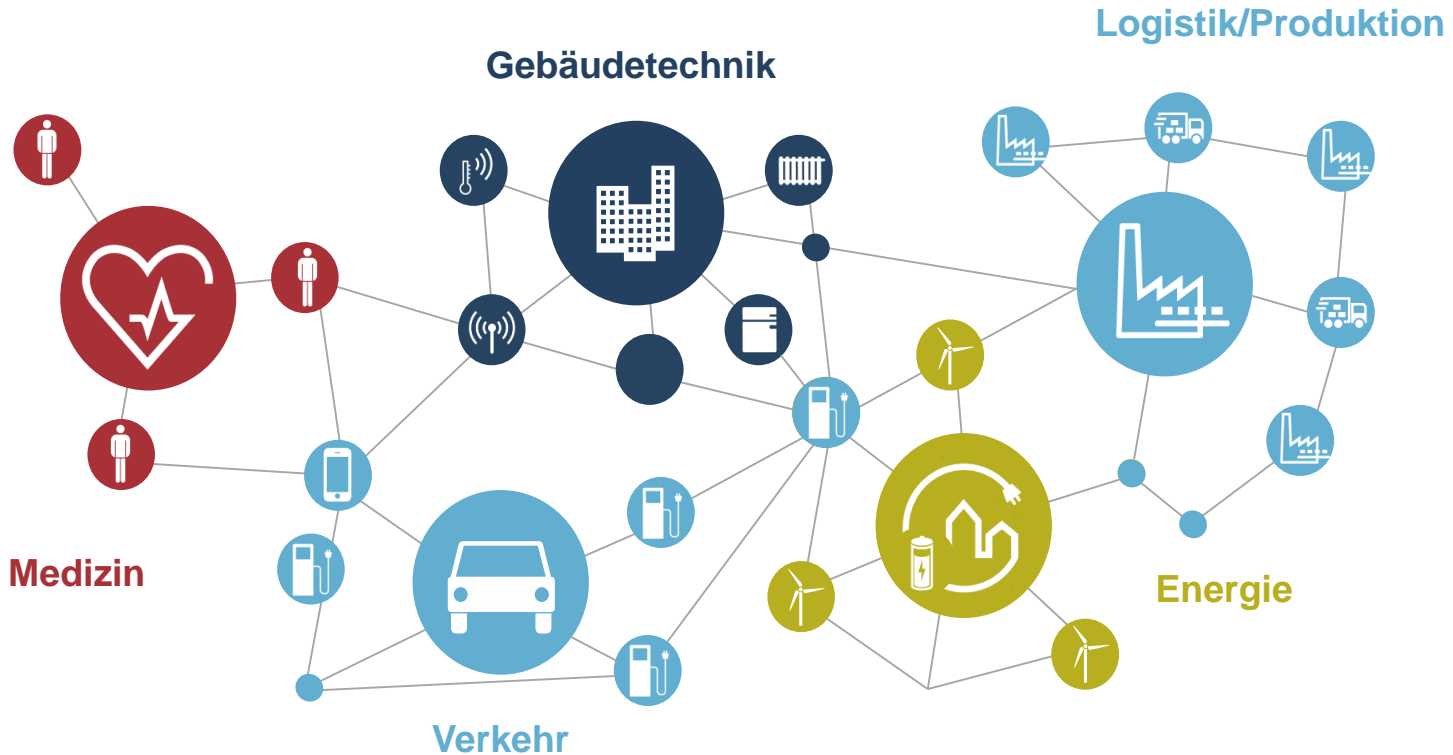 Logistik/Produktion
Gebäudetechnik
Medizin
Energie
Verkehr